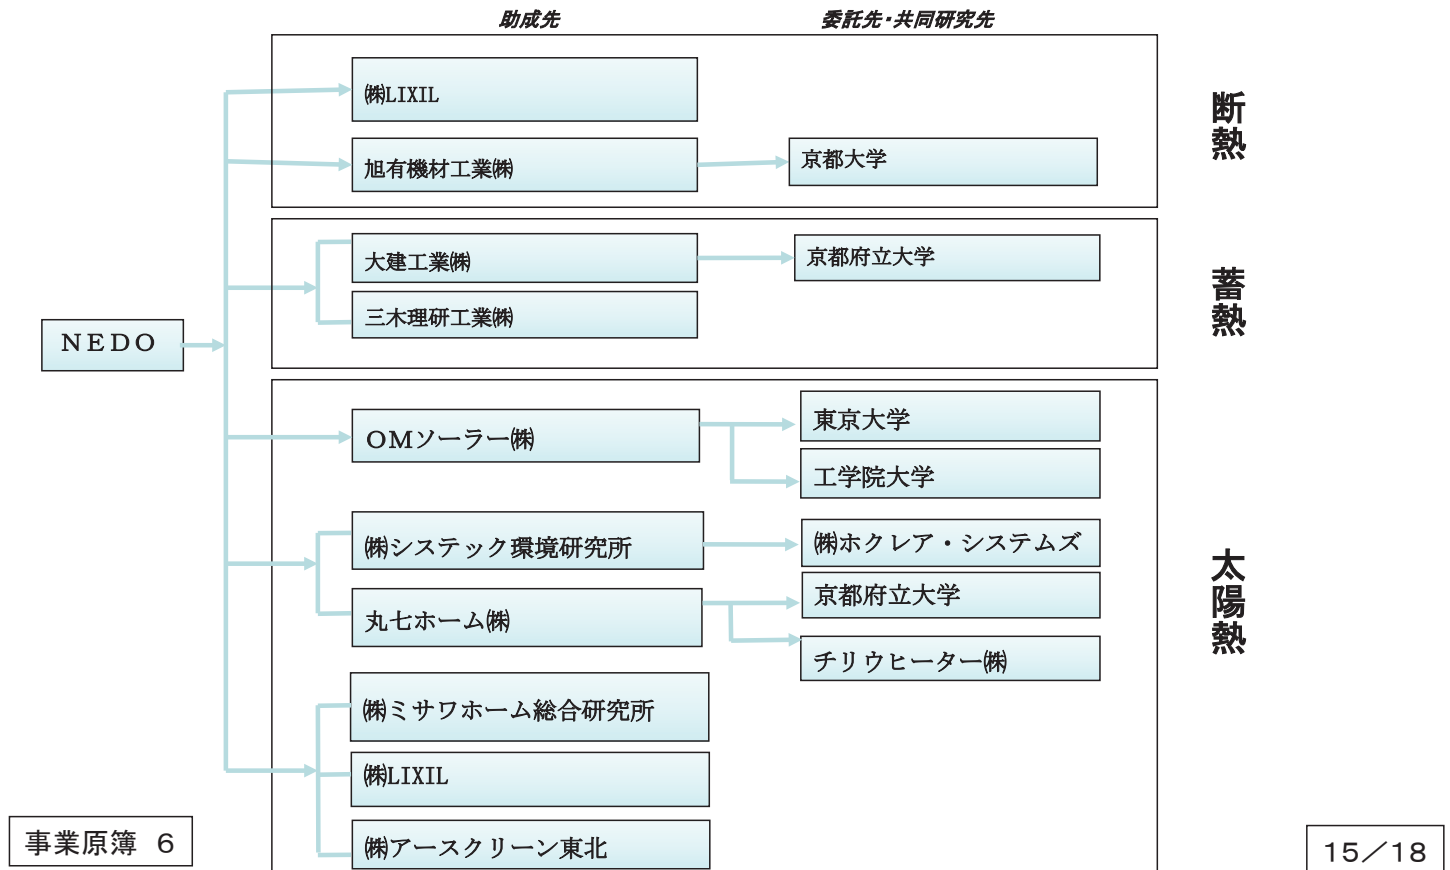 助成先
委託先・共同研究先
㈱LIXIL
旭有機材工業㈱
京都大学
断熱
大建工業㈱
京都府立大学
三木理研工業㈱
蓄熱
NEDO
OMソーラー㈱
東京大学
工学院大学
㈱システック環境研究所
㈱ホクレア・システムズ
丸七ホーム㈱
京都府立大学
チリウヒーター㈱
太陽熱
㈱ミサワホーム総合研究所
㈱LIXIL
㈱アースクリーン東北
事業原簿 6
15／18